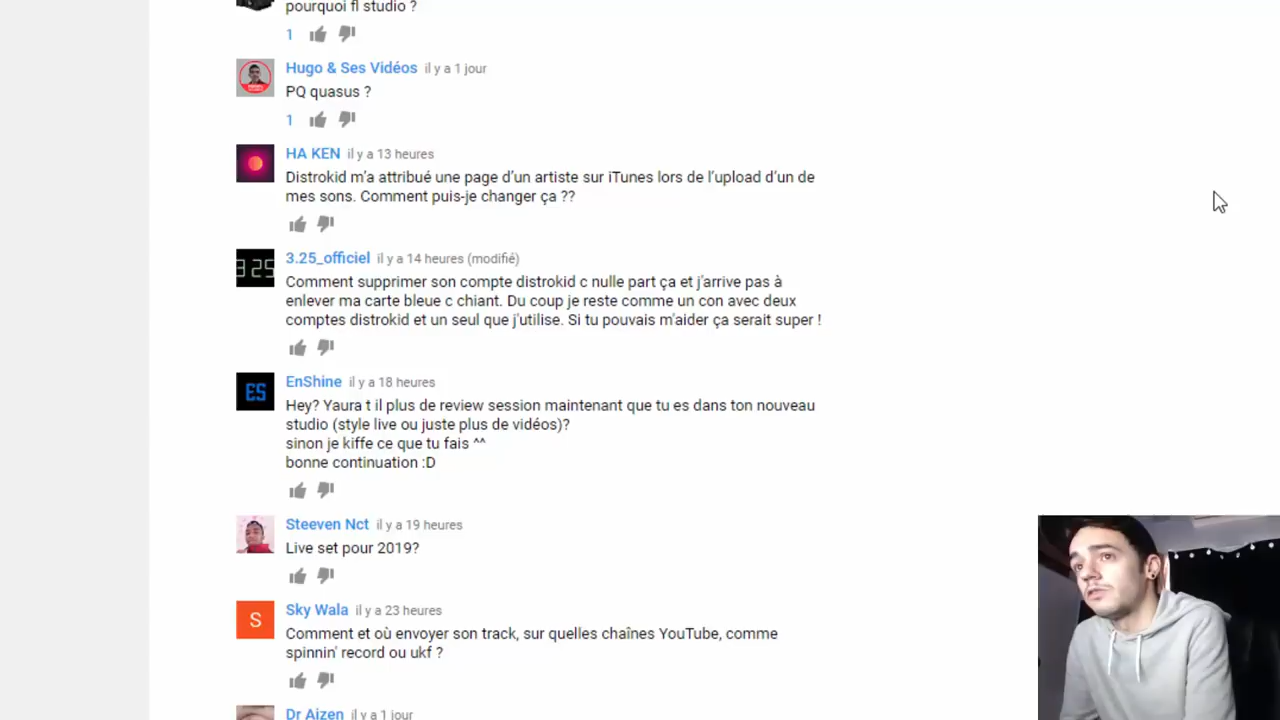 pourquoi fl studio ?
1
Hugo & Ses Vidéos il y a 1 jour
PQ quasus ?
1
HA KEN il y a 13 heures
Distrokid m'a attribué une page d'un artiste sur iTunes lors de l'upload d'un de
mes sons. Comment puis-je changer ça ??
3.25_officiel il y a 14 heures (modifié)
Comment supprimer son compte distrokid c nulle part ça et j'arrive pas à
enlever ma carte bleue c chiant. Du coup je reste comme un con avec deux
comptes distrokid et un seul que j'utilise. Si tu pouvais m'aider ça serait super !
EnShine il y a 18 heures
Hey? Yaura t il plus de review session maintenant que tu es dans ton nouveau
studio (style live ou juste plus de vidéos)?
sinon je kiffe ce que tu fais ^^
bonne continuation :D
Steeven Nct il y a 19 heures
Live set pour 2019?
Sky Wala il y a 23 heures
Comment et où envoyer son track, sur quelles chaînes YouTube, comme
spinnin' record ou ukf ?
Dr Aizen il y a 1 jour
3 25
ES
S